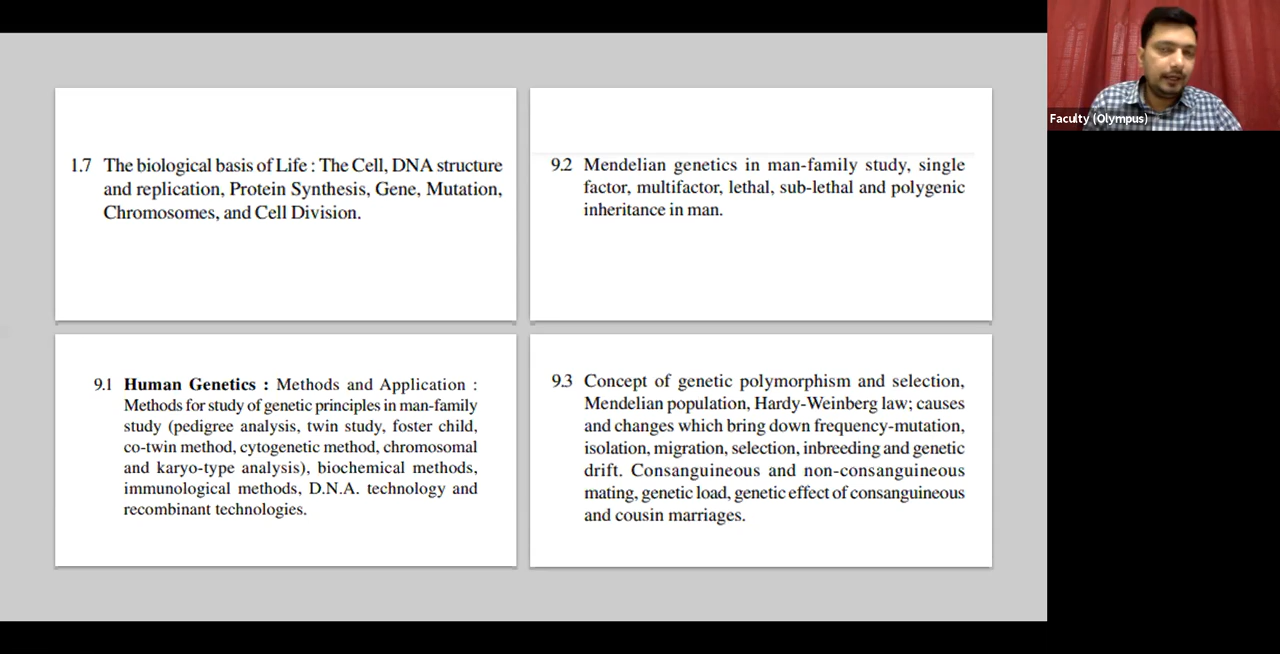 1.7 The biological basis of Life : The Cell, DNA structure
and replication, Protein Synthesis, Gene, Mutation,
Chromosomes, and Cell Division.
9.2 Mendelian genetics in man-family study, single
factor, multifactor, lethal, sub-lethal and polygenic
inheritance in man.
9.1 Human Genetics : Methods and Application :
Methods for study of genetic principles in man-family
study (pedigree analysis, twin study, foster child,
co-twin method, cytogenetic method, chromosomal
and karyo-type analysis), biochemical methods,
immunological methods, D.N.A. technology and
recombinant technologies.
9.3 Concept of genetic polymorphism and selection,
Mendelian population, Hardy-Weinberg law; causes
and changes which bring down frequency-mutation,
isolation, migration, selection, inbreeding and genetic
drift. Consanguineous and non-consanguineous
mating, genetic load, genetic effect of consanguineous
and cousin marriages.
Faculty (Olympus)